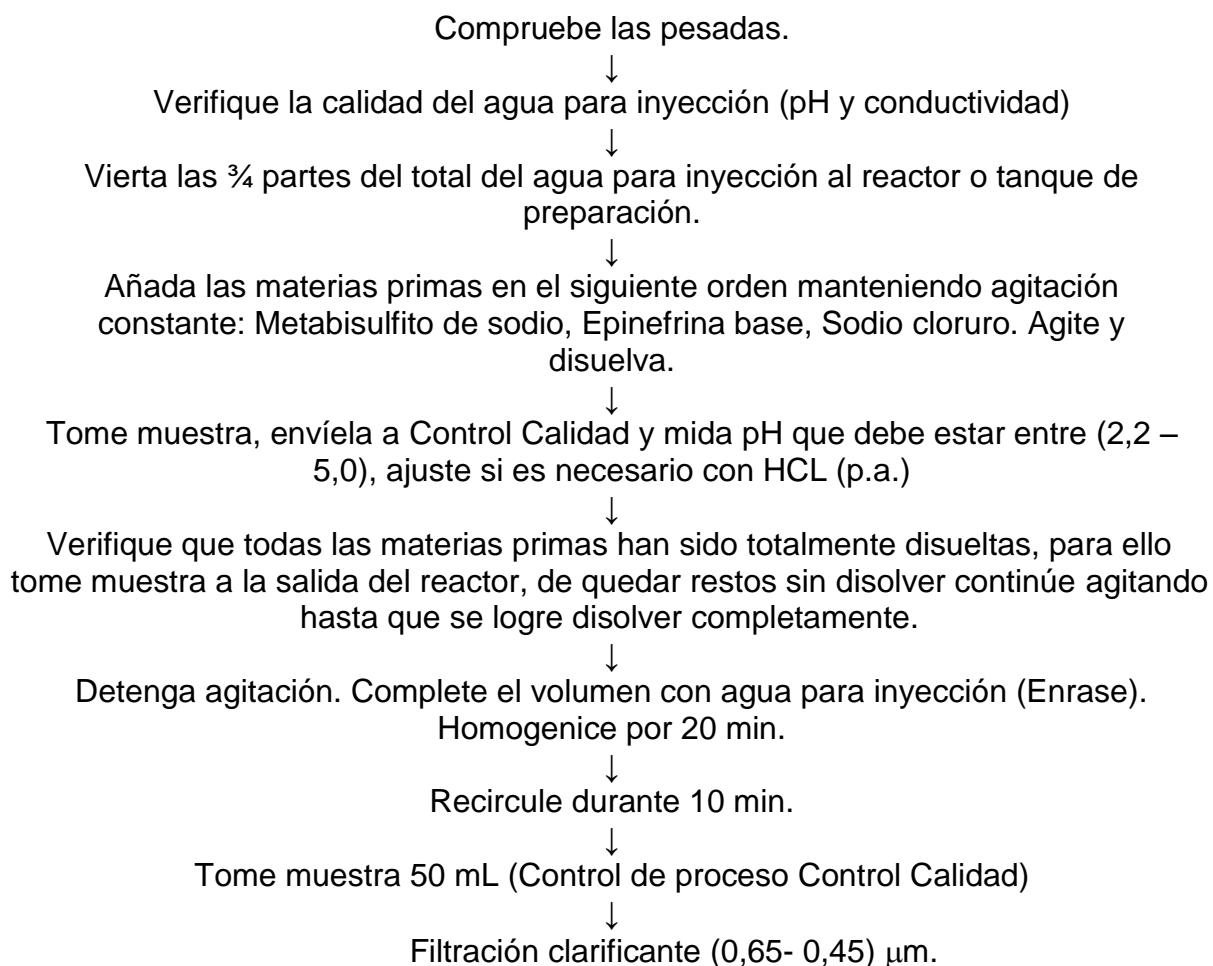 Compruebe las pesadas.
↓
Verifique la calidad del agua para inyección (pH y conductividad)
↓
Vierta las ¾ partes del total del agua para inyección al reactor o tanque de
preparación.
↓
Añada las materias primas en el siguiente orden manteniendo agitación
constante: Metabisulfito de sodio, Epinefrina base, Sodio cloruro. Agite y
disuelva.
↓
Tome muestra, envíela a Control Calidad y mida pH que debe estar entre (2,2 –
5,0), ajuste si es necesario con HCL (p.a.)
↓
Verifique que todas las materias primas han sido totalmente disueltas, para ello
tome muestra a la salida del reactor, de quedar restos sin disolver continúe agitando
hasta que se logre disolver completamente.
↓
Detenga agitación. Complete el volumen con agua para inyección (Enrase).
Homogenice por 20 min.
↓
Recircule durante 10 min.
↓
Tome muestra 50 mL (Control de proceso Control Calidad)
↓
Filtración clarificante (0,65- 0,45) μm.